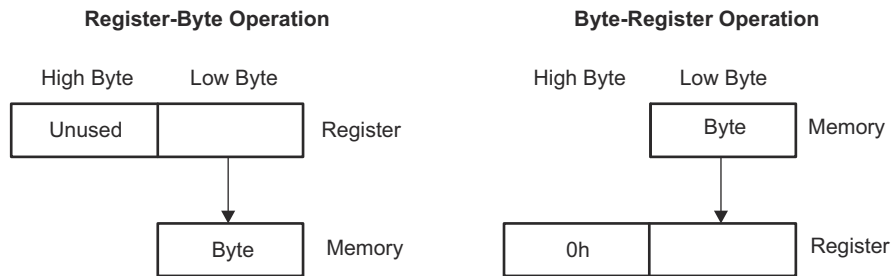 Register-Byte Operation
High Byte Low Byte
Unused Register
Byte Memory
Byte-Register Operation
High Byte Low Byte
Byte Memory
0h Register